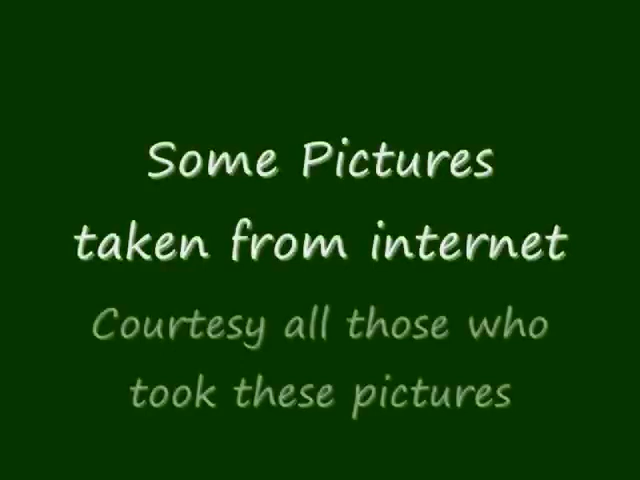 Some Pictures
taken from internet
Courtesy all those who
took these pictures